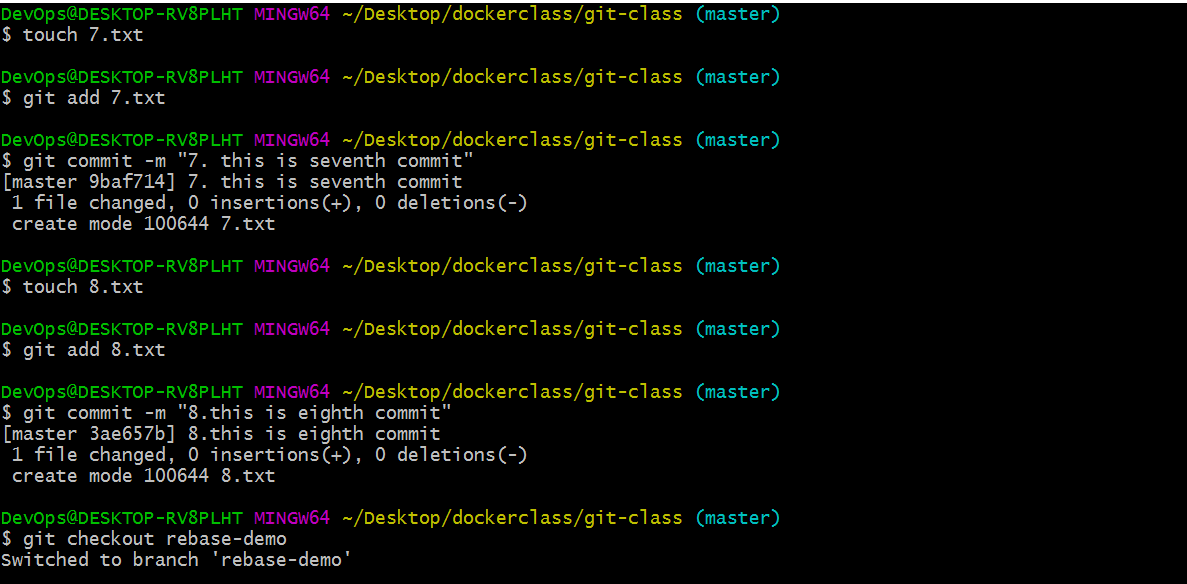 DevOps@DESKTOP-RV8PLHT MINGW64 ~/Desktop/dockerclass/git-class (master)
$ touch 7.txt
DevOps@DESKTOP-RV8PLHT MINGW64 ~/Desktop/dockerclass/git-class (master)
$ git add 7.txt
DevOps@DESKTOP-RV8PLHT MINGW64 ~/Desktop/dockerclass/git-class (master)
$ git commit -m "7. this is seventh commit"
[master 9baf714] 7. this is seventh commit
1 file changed, 0 insertions(+), 0 deletions(-)
create mode 100644 7.txt
DevOps@DESKTOP-RV8PLHT MINGW64 ~/Desktop/dockerclass/git-class (master)
$ touch 8.txt
DevOps@DESKTOP-RV8PLHT MINGW64 ~/Desktop/dockerclass/git-class (master)
$ git add 8.txt
DevOps@DESKTOP-RV8PLHT MINGW64 ~/Desktop/dockerclass/git-class (master)
$ git commit -m "8.this is eighth commit"
[master 3ae657b] 8.this is eighth commit
1 file changed, 0 insertions(+), 0 deletions(-)
create mode 100644 8.txt
DevOps@DESKTOP-RV8PLHT MINGW64 ~/Desktop/dockerclass/git-class (master)
$ git checkout rebase-demo
Switched to branch 'rebase-demo'